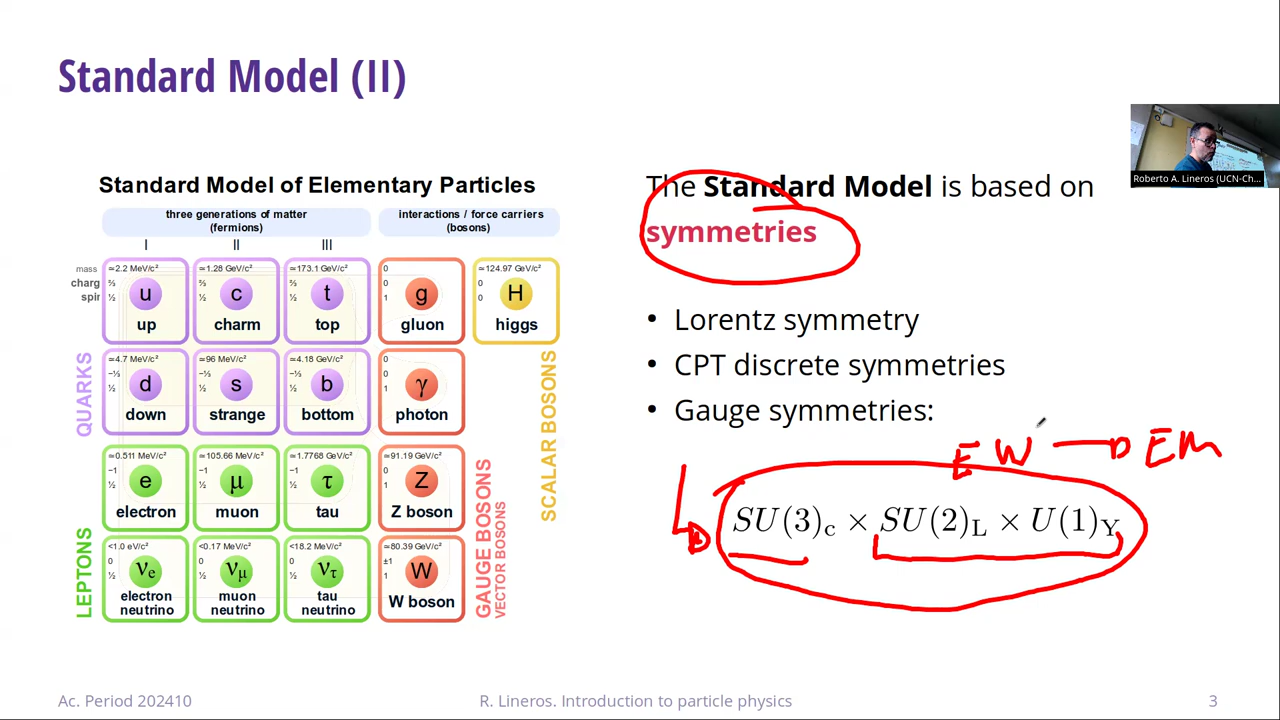 Standard Model (II)
Roberto A. Lineros (UCN-Ch...
Standard Model of Elementary Particles
three generations of matter
(fermions)
interactions / force carriers
(bosons)
I II III
mass
charg
spir
≃2.2 MeV/c²
⅔
½
u
up
≃1.28 GeV/c²
⅔
½
c
charm
≃173.1 GeV/c²
⅔
½
t
top
0
0
1
g
gluon
≃124.97 GeV/c²
0
0
H
higgs
QUARKS
≃4.7 MeV/c²
−⅓
½
d
down
≃96 MeV/c²
−⅓
½
s
strange
≃4.18 GeV/c²
−⅓
½
b
bottom
0
0
1
γ
photon
SCALAR BOSONS
≃0.511 MeV/c²
−1
½
e
electron
≃105.66 MeV/c²
−1
½
μ
muon
≃1.7768 GeV/c²
−1
½
τ
tau
≃91.19 GeV/c²
0
1
Z
Z boson
LEPTONS
<1.0 eV/c²
0
½
νe
electron
neutrino
<0.17 MeV/c²
0
½
νμ
muon
neutrino
<18.2 MeV/c²
0
½
ντ
tau
neutrino
≃80.39 GeV/c²
±1
1
W
W boson
GAUGE BOSONS
VECTOR BOSONS
The Standard Model is based on
symmetries
• Lorentz symmetry
• CPT discrete symmetries
• Gauge symmetries:
EW → EM
SU(3)c × SU(2)L × U(1)Y
Ac. Period 202410
R. Lineros. Introduction to particle physics
3